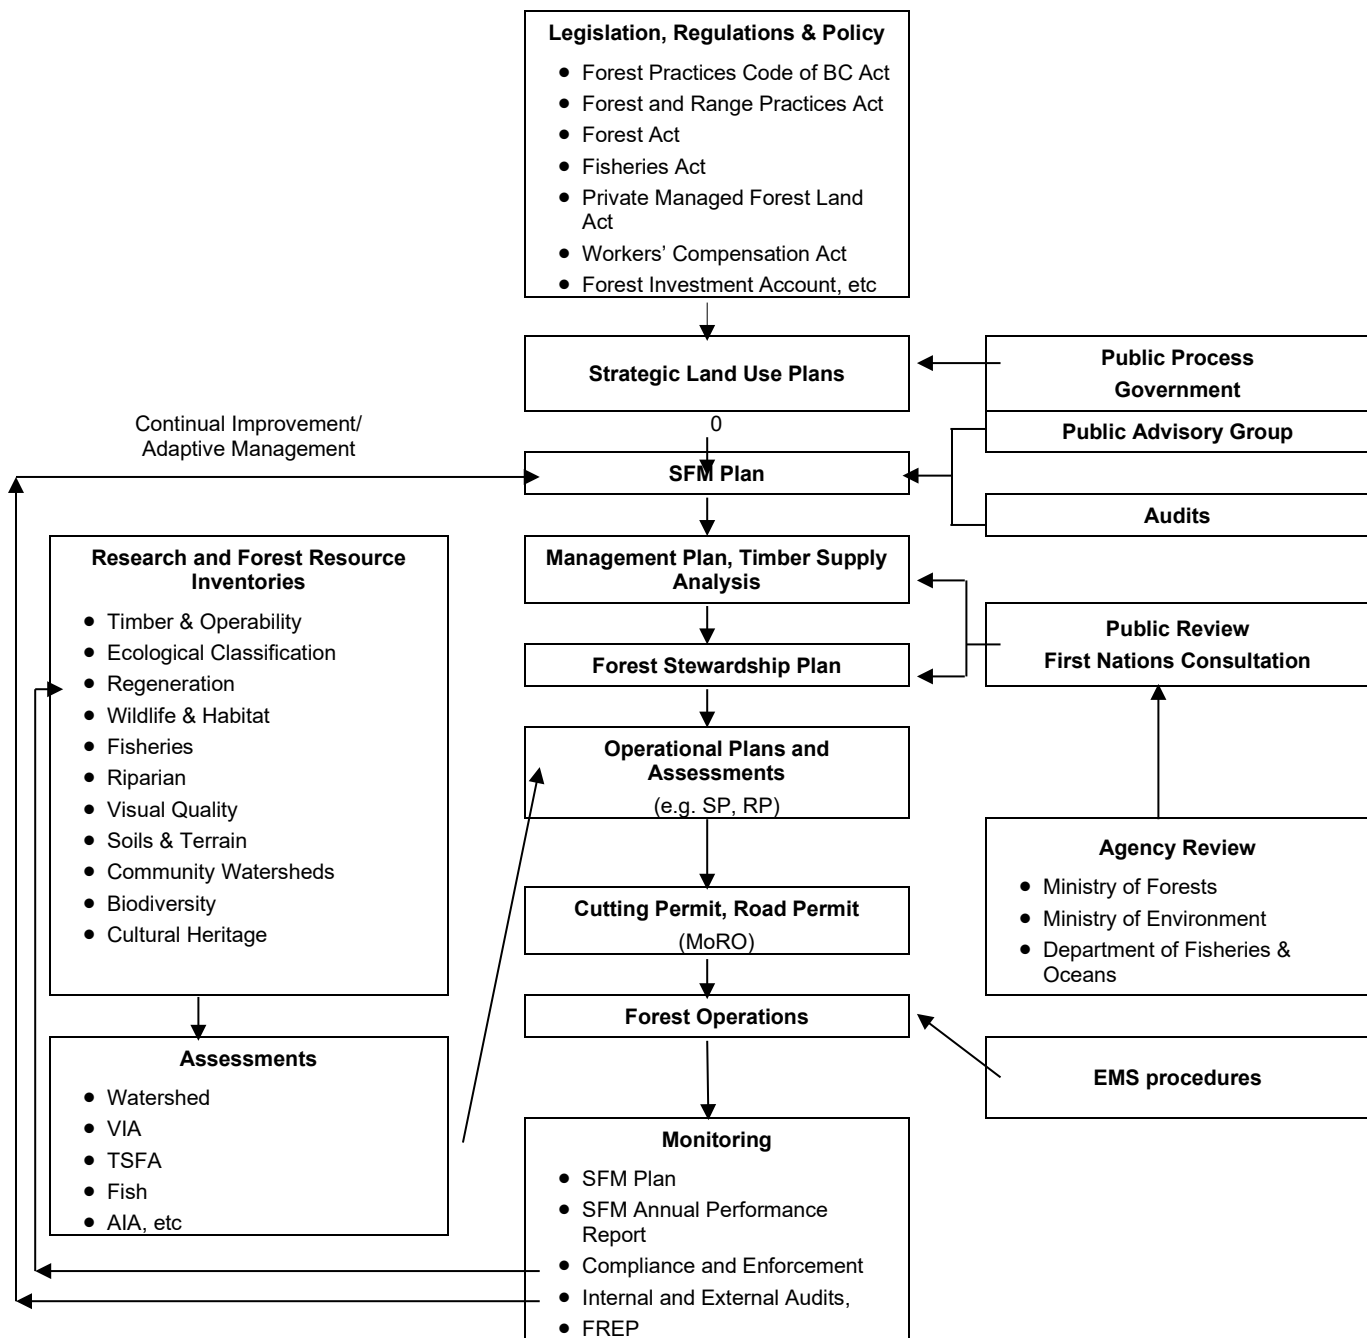 Legislation, Regulations & Policy
• Forest Practices Code of BC Act
• Forest and Range Practices Act
• Forest Act
• Fisheries Act
• Private Managed Forest Land
Act
• Workers’ Compensation Act
• Forest Investment Account, etc
Strategic Land Use Plans
Public Process
Government
Continual Improvement/
Adaptive Management
0
Public Advisory Group
SFM Plan
Audits
Research and Forest Resource
Inventories
• Timber & Operability
• Ecological Classification
• Regeneration
• Wildlife & Habitat
• Fisheries
• Riparian
• Visual Quality
• Soils & Terrain
• Community Watersheds
• Biodiversity
• Cultural Heritage
Management Plan, Timber Supply
Analysis
Public Review
First Nations Consultation
Forest Stewardship Plan
Operational Plans and
Assessments
(e.g. SP, RP)
Agency Review
• Ministry of Forests
• Ministry of Environment
• Department of Fisheries &
Oceans
Cutting Permit, Road Permit
(MoRO)
Forest Operations
EMS procedures
Assessments
• Watershed
• VIA
• TSFA
• Fish
• AIA, etc
Monitoring
• SFM Plan
• SFM Annual Performance
Report
• Compliance and Enforcement
• Internal and External Audits,
• FREP